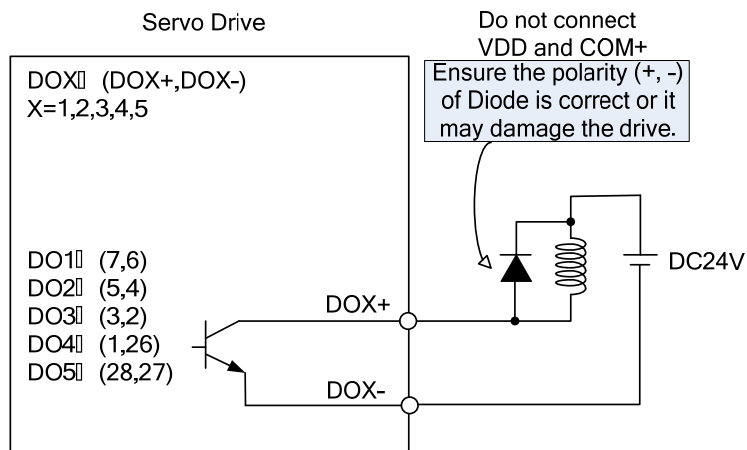 Servo Drive
Do not connect
VDD and COM+
Ensure the polarity (+, -)
of Diode is correct or it
may damage the drive.
DOX▯ (DOX+,DOX-)
X=1,2,3,4,5
DO1▯ (7,6)
DO2▯ (5,4)
DO3▯ (3,2)
DO4▯ (1,26)
DO5▯ (28,27)
DOX+
DOX-
DC24V